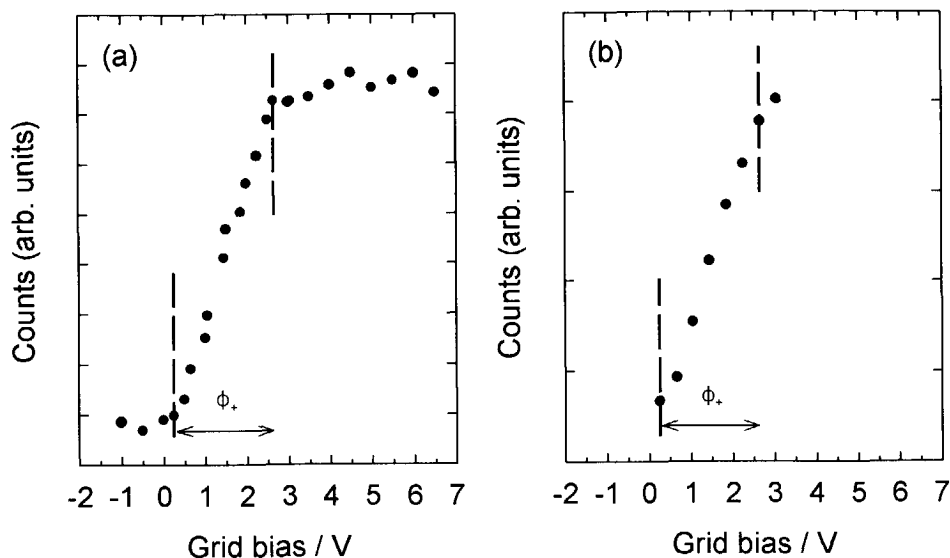 (a)
Counts (arb. units)
ϕ+
-2 -1 0 1 2 3 4 5 6 7
Grid bias / V
(b)
Counts (arb. units)
ϕ+
-2 -1 0 1 2 3 4 5 6 7
Grid bias / V